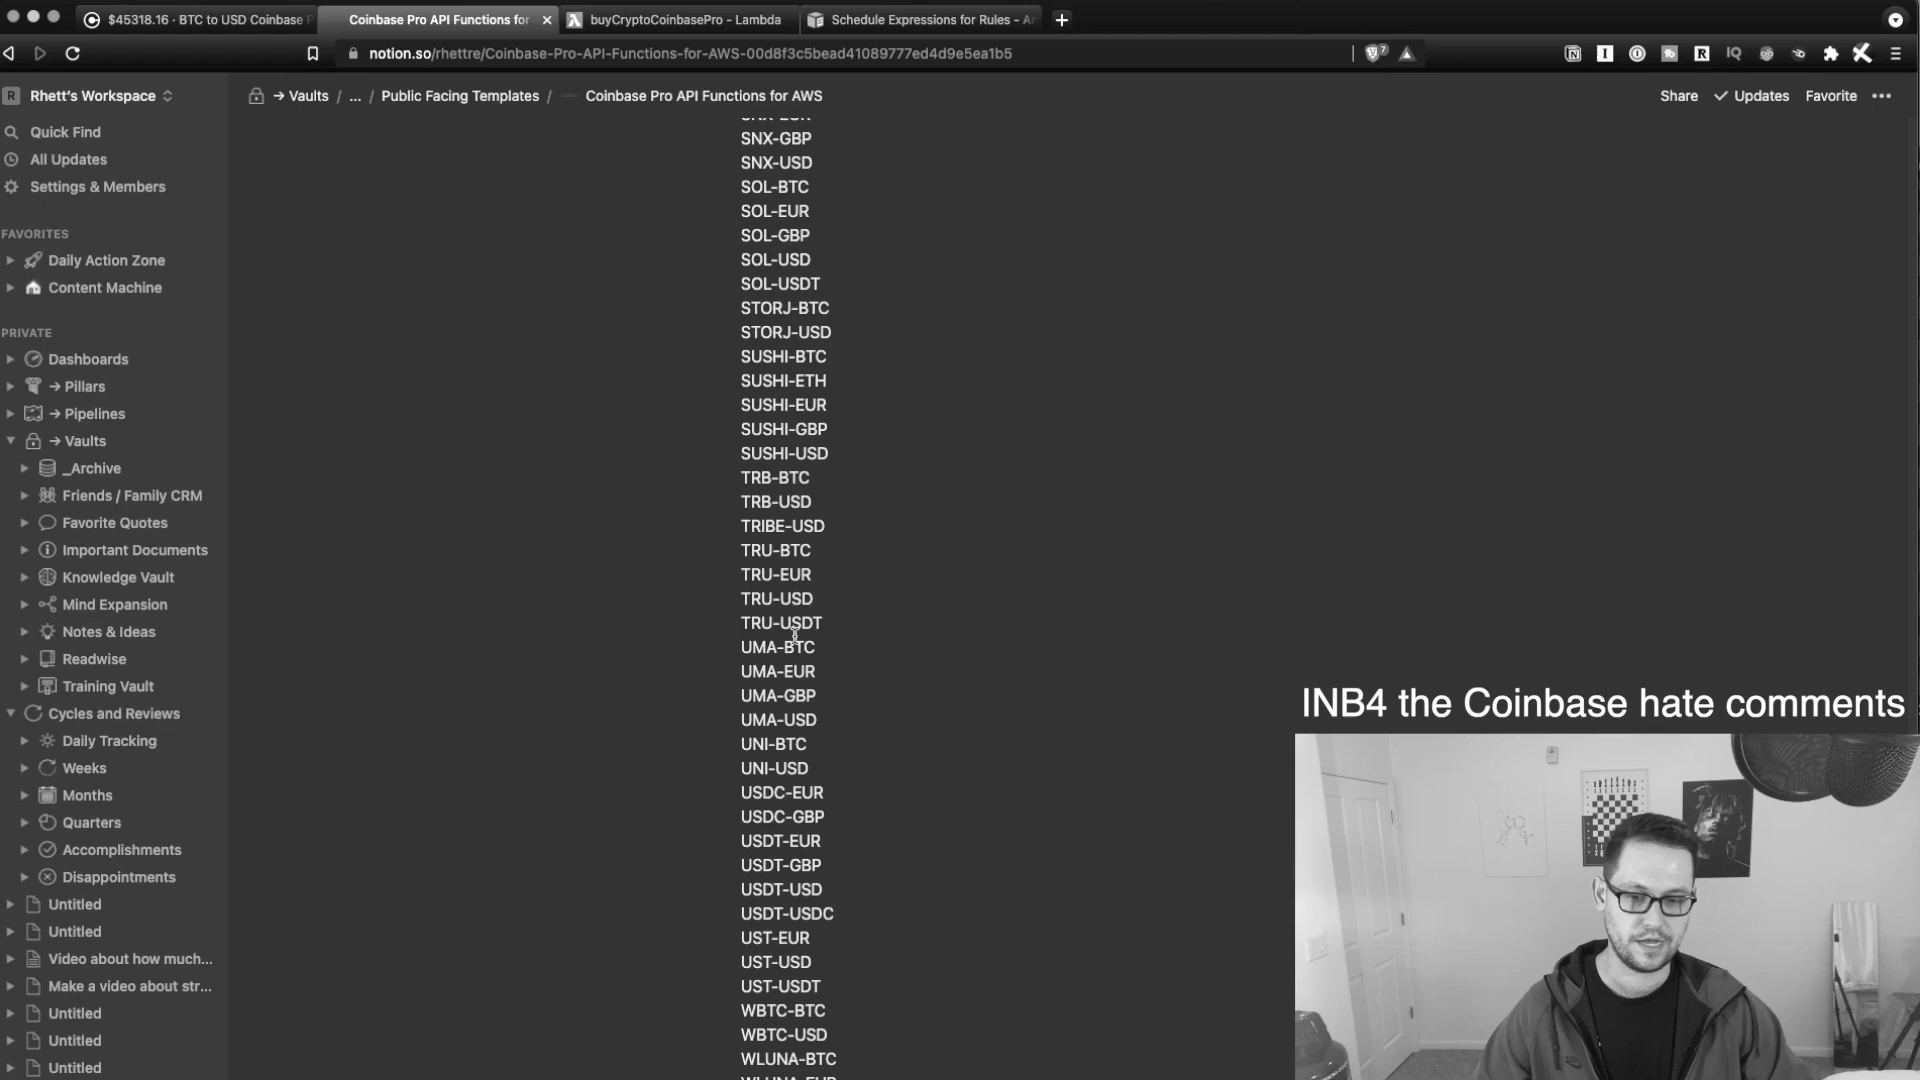 $45318.16 · BTC to USD Coinbase P
Coinbase Pro API Functions for
buyCryptoCoinbasePro - Lambda
Schedule Expressions for Rules - Am
notion.so/rhettre/Coinbase-Pro-API-Functions-for-AWS-00d8f3c5bead41089777ed4d9e5ea1b5
Rhett's Workspace
→ Vaults / ... / Public Facing Templates / Coinbase Pro API Functions for AWS
Share
Updates
Favorite
Quick Find
All Updates
Settings & Members
FAVORITES
Daily Action Zone
Content Machine
PRIVATE
Dashboards
→ Pillars
→ Pipelines
→ Vaults
_Archive
Friends / Family CRM
Favorite Quotes
Important Documents
Knowledge Vault
Mind Expansion
Notes & Ideas
Readwise
Training Vault
Cycles and Reviews
Daily Tracking
Weeks
Months
Quarters
Accomplishments
Disappointments
Untitled
Untitled
Video about how much...
Make a video about str...
Untitled
Untitled
Untitled
SNX-EUR
SNX-GBP
SNX-USD
SOL-BTC
SOL-EUR
SOL-GBP
SOL-USD
SOL-USDT
STORJ-BTC
STORJ-USD
SUSHI-BTC
SUSHI-ETH
SUSHI-EUR
SUSHI-GBP
SUSHI-USD
TRB-BTC
TRB-USD
TRIBE-USD
TRU-BTC
TRU-EUR
TRU-USD
TRU-USDT
UMA-BTC
UMA-EUR
UMA-GBP
UMA-USD
UNI-BTC
UNI-USD
USDC-EUR
USDC-GBP
USDT-EUR
USDT-GBP
USDT-USD
USDT-USDC
UST-EUR
UST-USD
UST-USDT
WBTC-BTC
WBTC-USD
WLUNA-BTC
WLUNA-EUR
INB4 the Coinbase hate comments